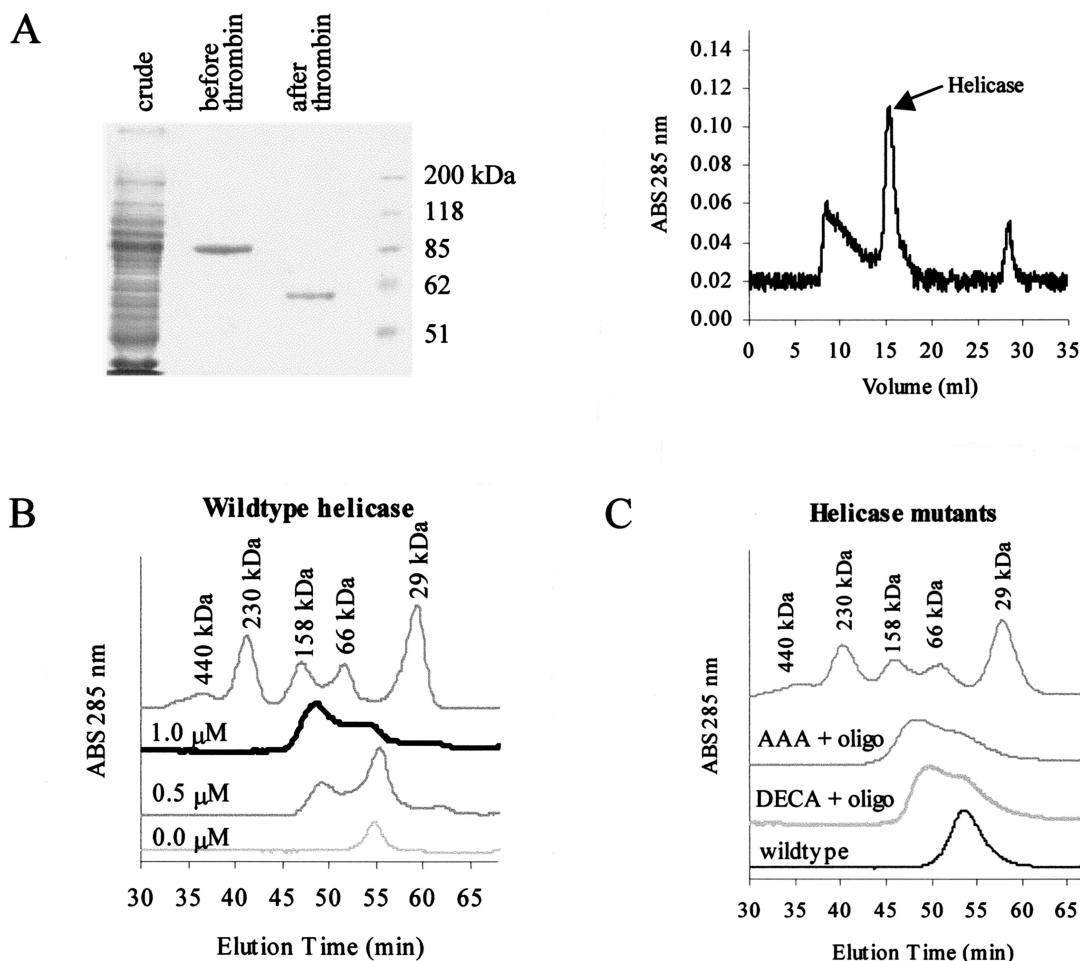 A
crude
before
thrombin
after
thrombin
200 kDa
118
85
62
51
ABS 285 nm
0.14
0.12
0.10
0.08
0.06
0.04
0.02
0.00
Helicase
0 5 10 15 20 25 30 35
Volume (ml)
B
Wildtype helicase
440 kDa
230 kDa
158 kDa
66 kDa
29 kDa
ABS 285 nm
1.0 µM
0.5 µM
0.0 µM
30 35 40 45 50 55 60 65
Elution Time (min)
C
Helicase mutants
440 kDa
230 kDa
158 kDa
66 kDa
29 kDa
ABS 285 nm
AAA + oligo
DECA + oligo
wildtype
30 35 40 45 50 55 60 65
Elution Time (min)